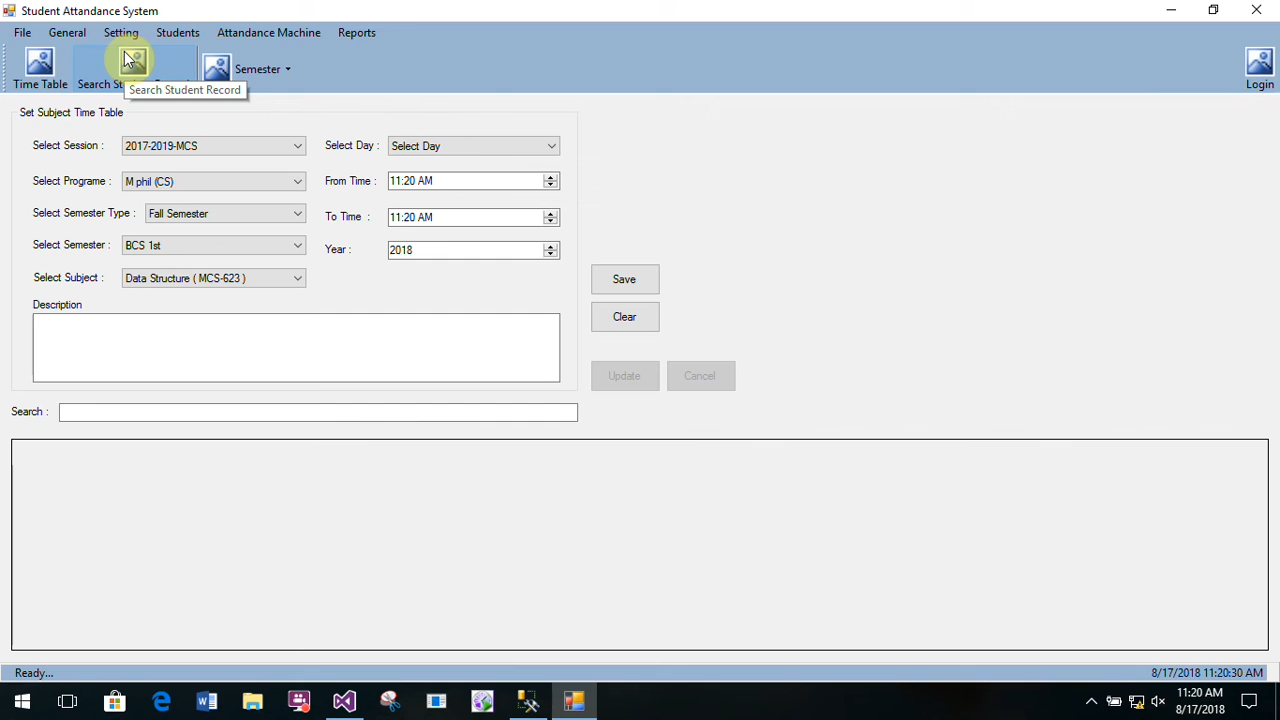 Student Attandance System
File General Setting Students Attandance Machine Reports
Time Table Search Semester Login
Search Student Record
Set Subject Time Table
Select Session : 2017-2019-MCS Select Day : Select Day
Select Programe : M phil (CS) From Time : 11:20 AM
Select Semester Type : Fall Semester To Time : 11:20 AM
Select Semester : BCS 1st Year : 2018
Select Subject : Data Structure ( MCS-623 ) Save
Description
Clear
Update Cancel
Search :
Ready... 8/17/2018 11:20:30 AM
11:20 AM
8/17/2018